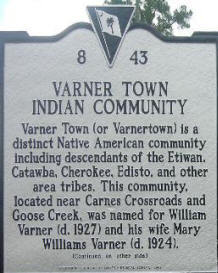 8 43
VARNER TOWN
INDIAN COMMUNITY
Varner Town (or Varnertown) is a
distinct Native American community
including descendants of the Etiwan,
Catawba, Cherokee, Edisto, and other
area tribes. This community,
located near Carnes Crossroads and
Goose Creek, was named for William
Varner (d. 1927) and his wife Mary
Williams Varner (d. 1924).
(Continued on other side)